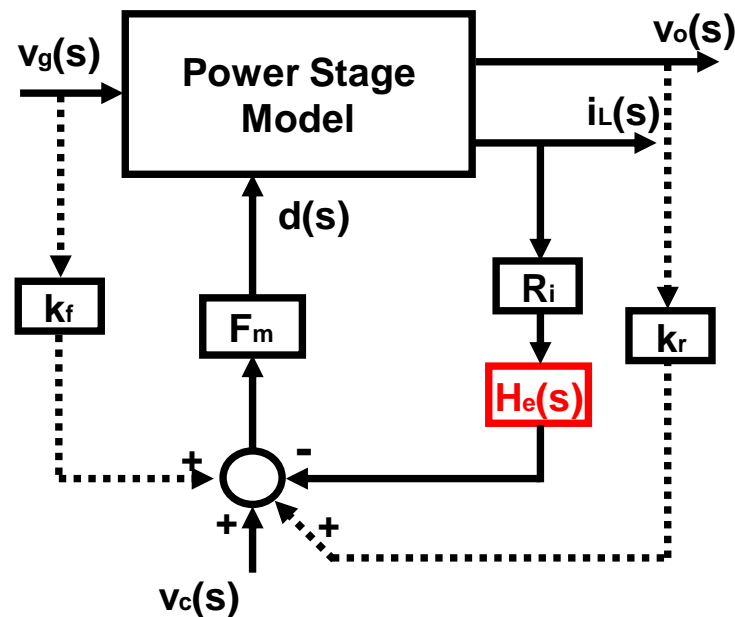 vg(s)
Power Stage
Model
vo(s)
iL(s)
d(s)
kf
Fm
Ri
kr
He(s)
+
-
+
+
vc(s)